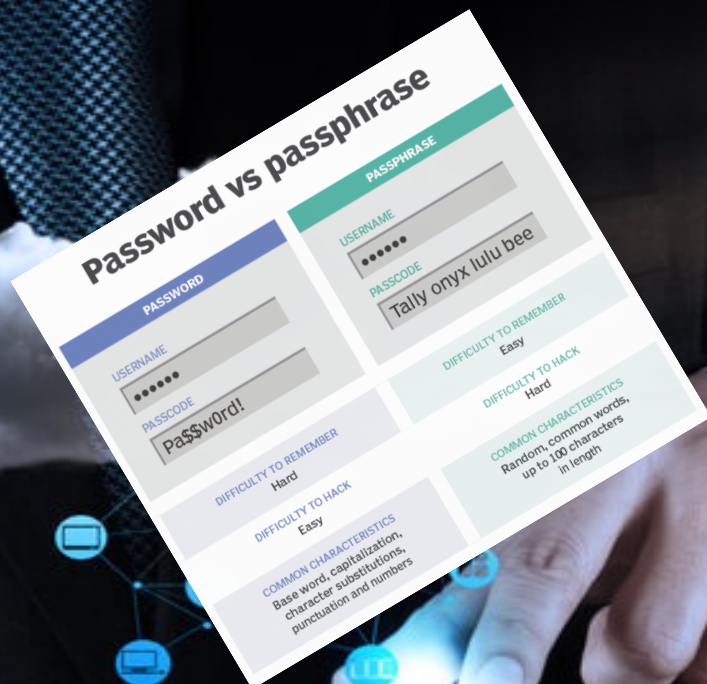 Password vs passphrase
PASSWORD
USERNAME
••••••
PASSCODE
Pa$$w0rd!
DIFFICULTY TO REMEMBER
Hard
DIFFICULTY TO HACK
Easy
COMMON CHARACTERISTICS
Base word, capitalization,
character substitutions,
punctuation and numbers
PASSPHRASE
USERNAME
••••••
PASSCODE
Tally onyx lulu bee
DIFFICULTY TO REMEMBER
Easy
DIFFICULTY TO HACK
Hard
COMMON CHARACTERISTICS
Random, common words,
up to 100 characters
in length